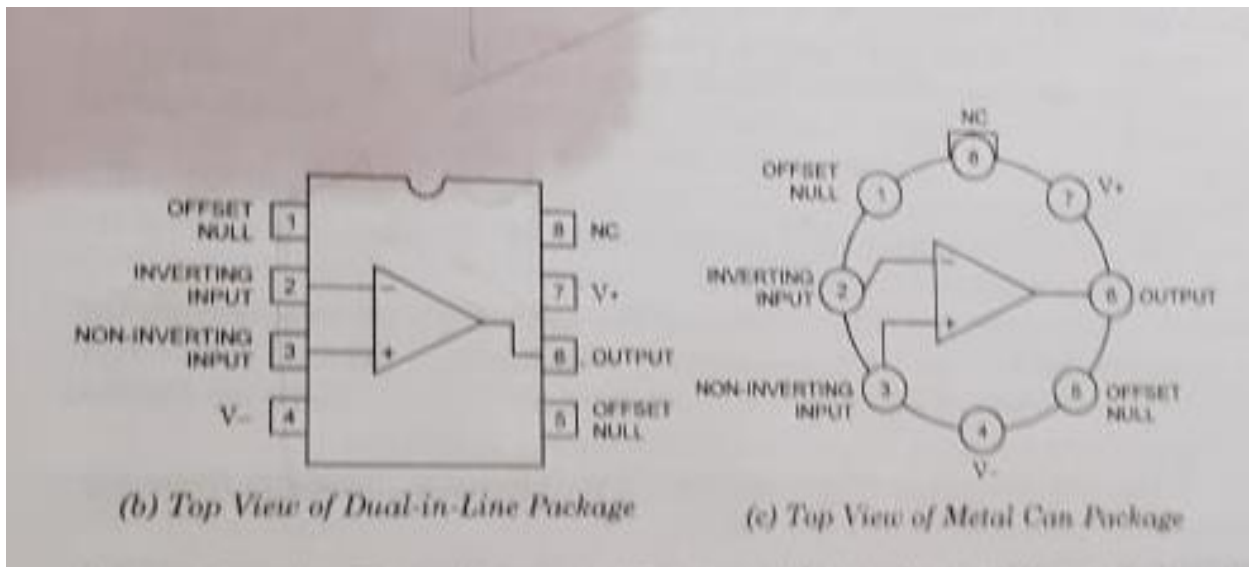 OFFSET
NULL
1
INVERTING
INPUT
2
NON-INVERTING
INPUT
3
V-
4
8 NC
7 V+
6 OUTPUT
5 OFFSET
NULL
-
+
(b) Top View of Dual-in-Line Package
NC
8
OFFSET
NULL
1
7 V+
INVERTING
INPUT
2
-
+
6 OUTPUT
NON-INVERTING
INPUT
3
5 OFFSET
NULL
4
V-
(c) Top View of Metal Can Package